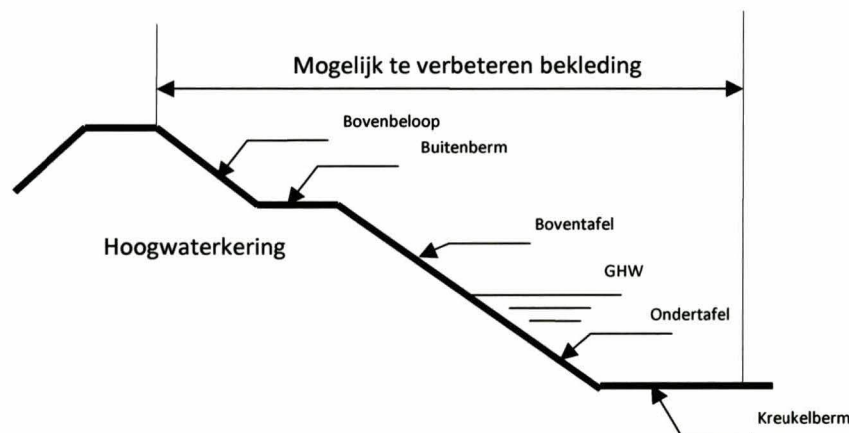 Mogelijk te verbeteren bekleding
Bovenbeloop
Buitenberm
Boventafel
Hoogwaterkering
GHW
Ondertafel
Kreukelberm